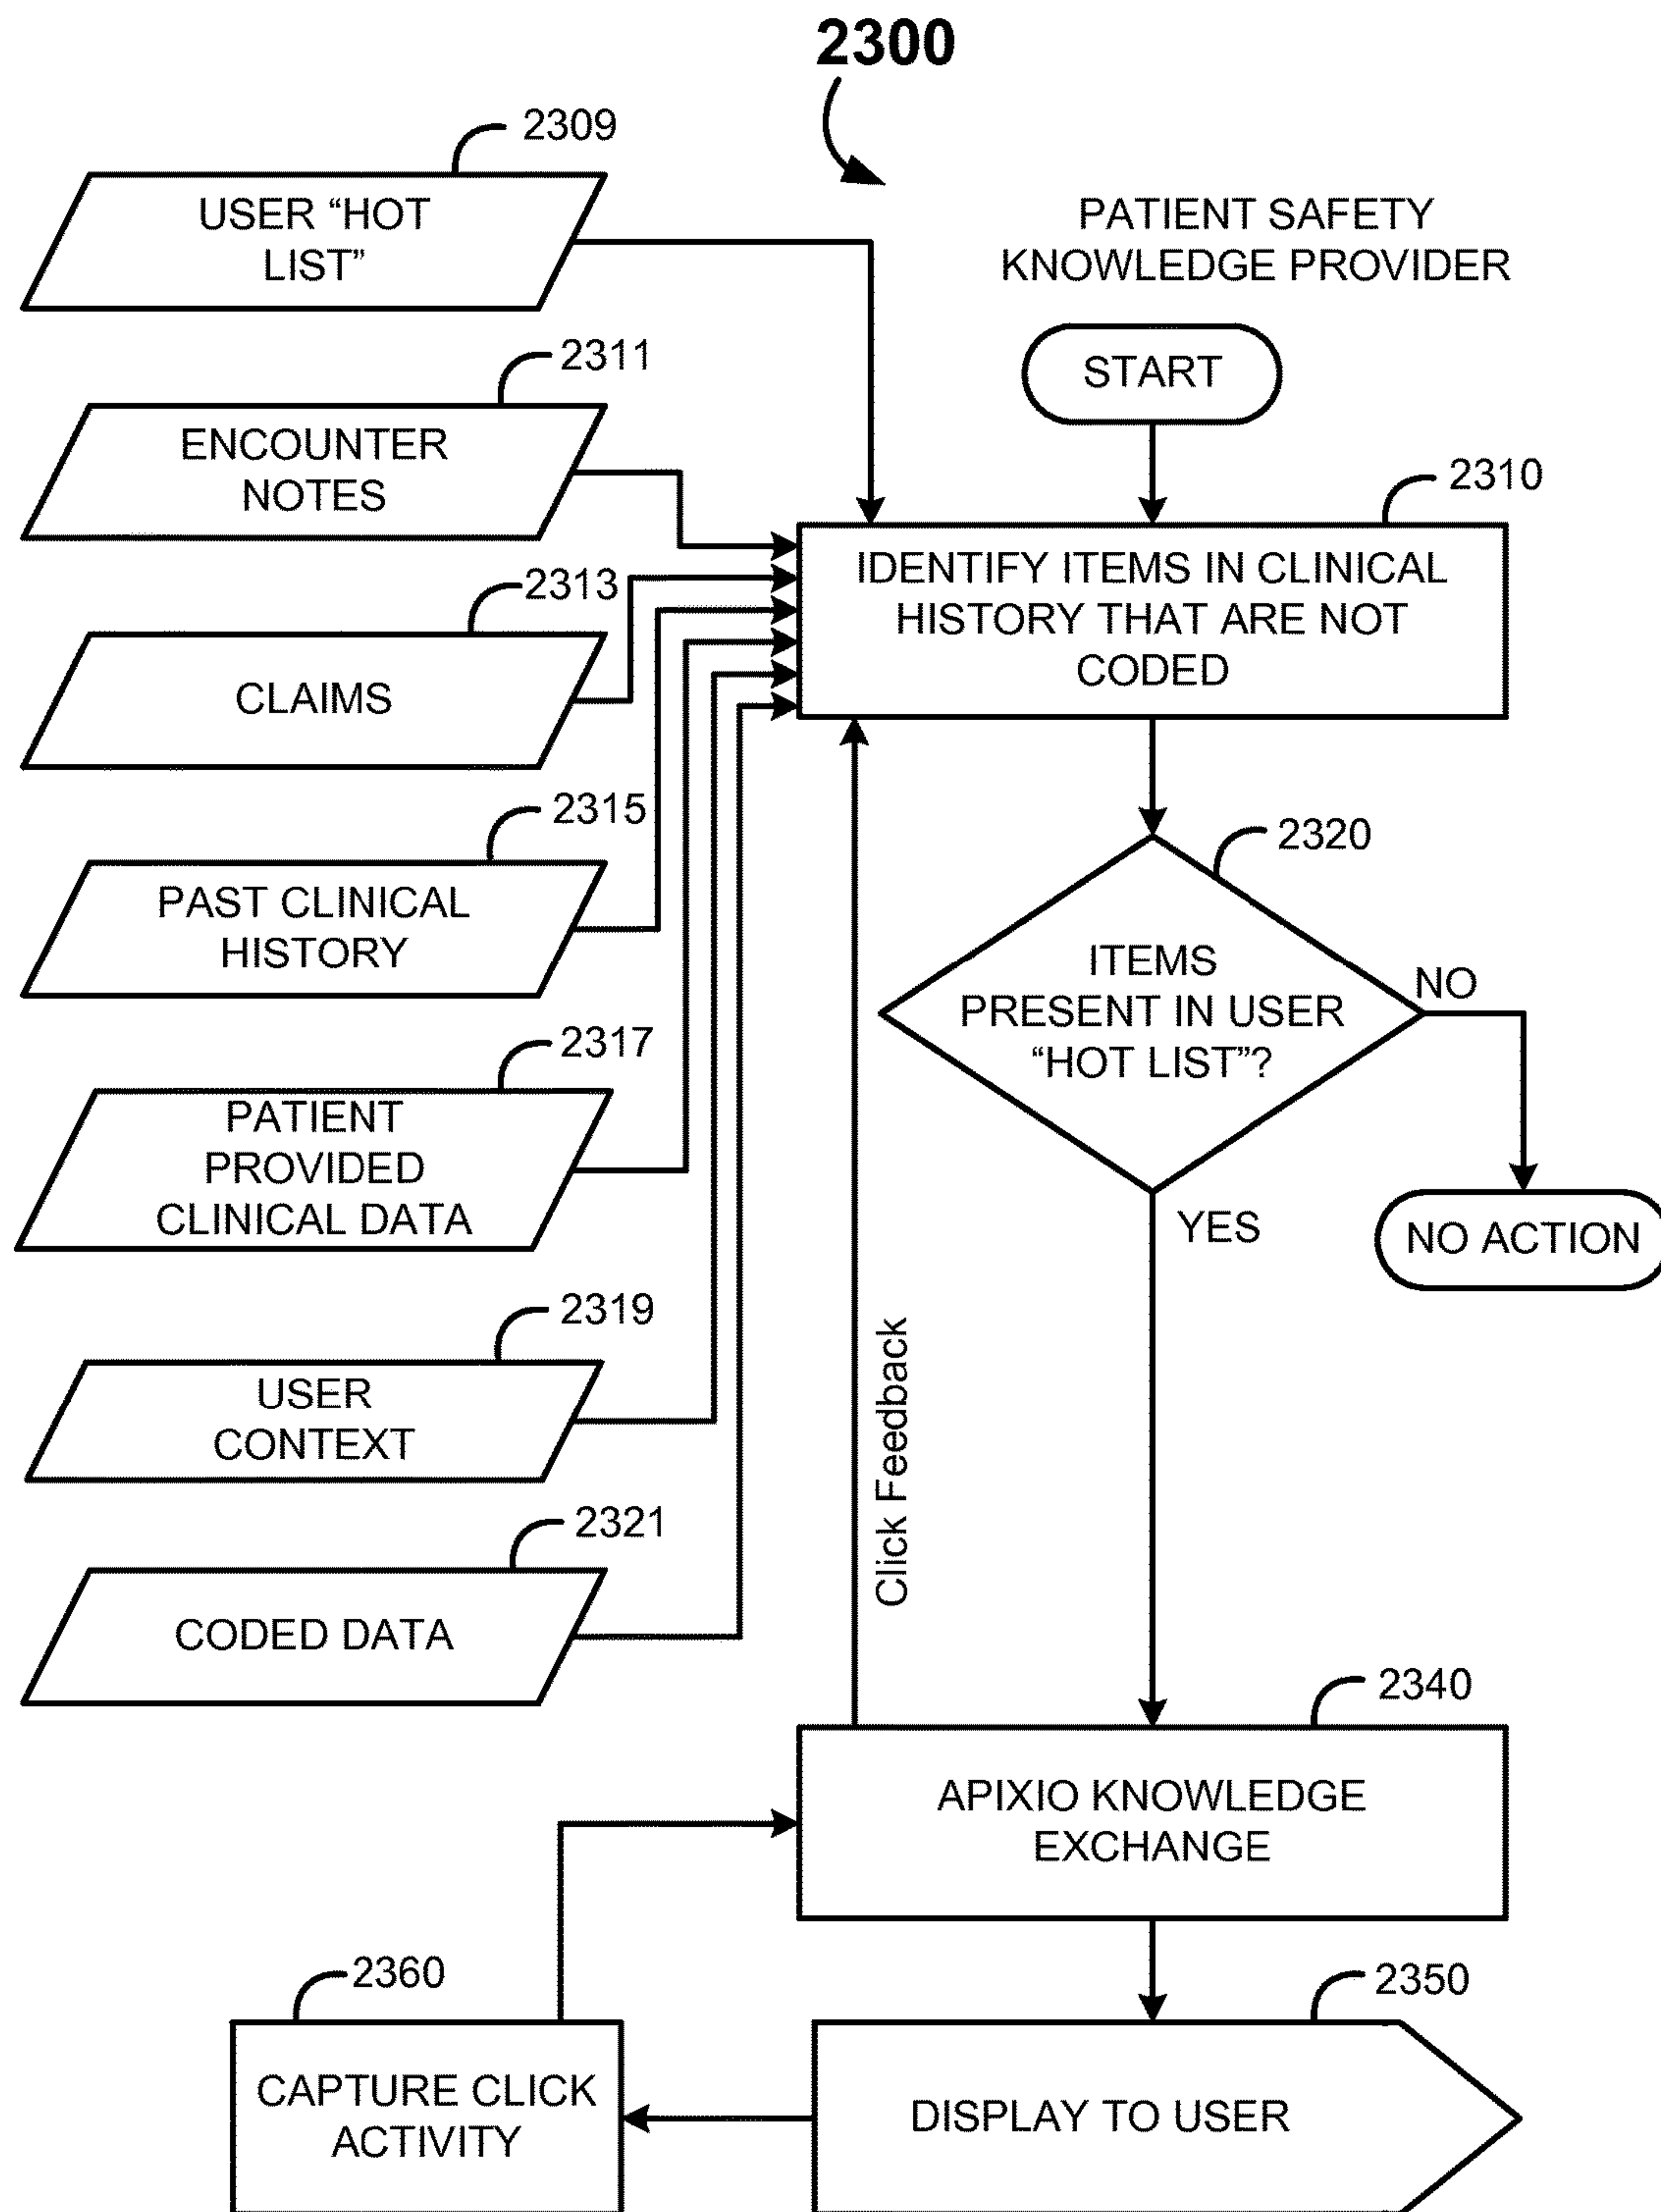 2300
2309
USER “HOT
LIST”
PATIENT SAFETY
KNOWLEDGE PROVIDER
START
2311
ENCOUNTER
NOTES
2310
IDENTIFY ITEMS IN CLINICAL
HISTORY THAT ARE NOT
CODED
2313
CLAIMS
2315
PAST CLINICAL
HISTORY
2320
ITEMS
PRESENT IN USER
“HOT LIST”?
NO
NO ACTION
YES
2317
PATIENT
PROVIDED
CLINICAL DATA
2319
USER
CONTEXT
Click Feedback
2321
CODED DATA
2340
APIXIO KNOWLEDGE
EXCHANGE
2360
CAPTURE CLICK
ACTIVITY
2350
DISPLAY TO USER